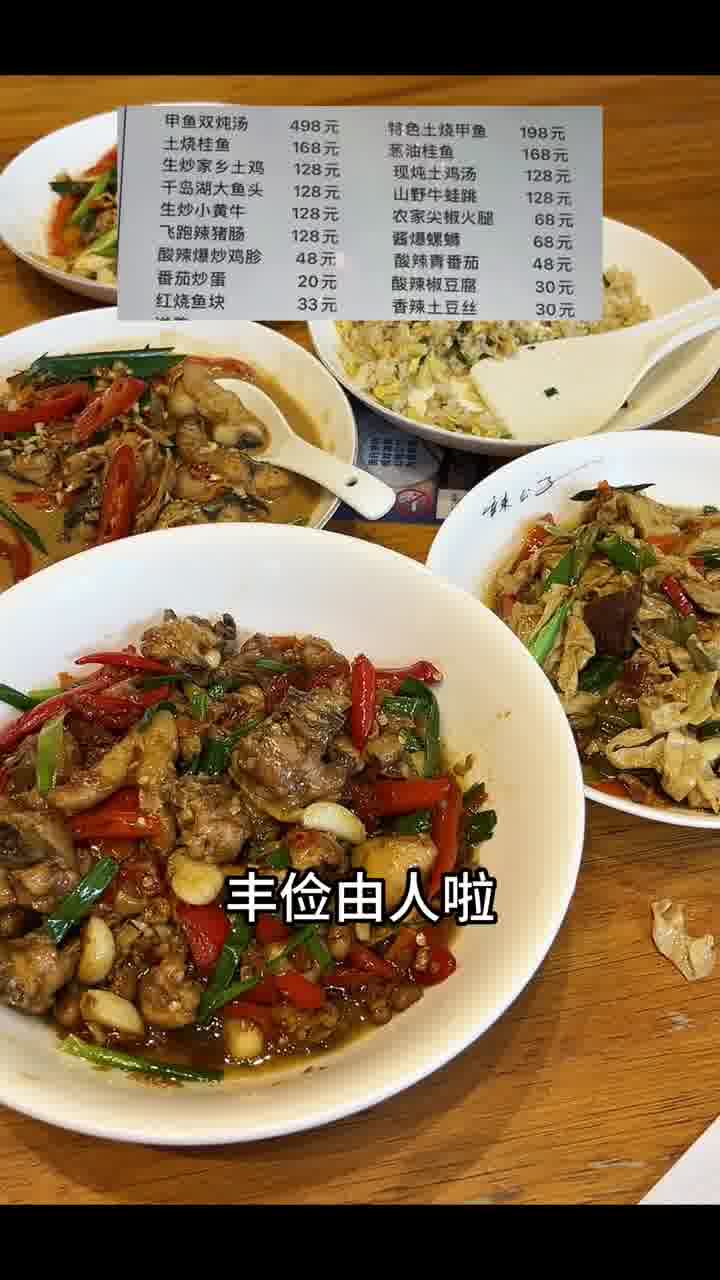 甲鱼双炖汤 498元 特色土烧甲鱼 198元
土烧桂鱼 168元 葱油桂鱼 168元
生炒家乡土鸡 128元 现炖土鸡汤 128元
千岛湖大鱼头 128元 山野牛蛙跳 128元
生炒小黄牛 128元 农家尖椒火腿 68元
飞跑辣猪肠 128元 酱爆螺蛳 68元
酸辣爆炒鸡胗 48元 酸辣青番茄 48元
番茄炒蛋 20元 酸辣椒豆腐 30元
红烧鱼块 33元 香辣土豆丝 30元
丰俭由人啦